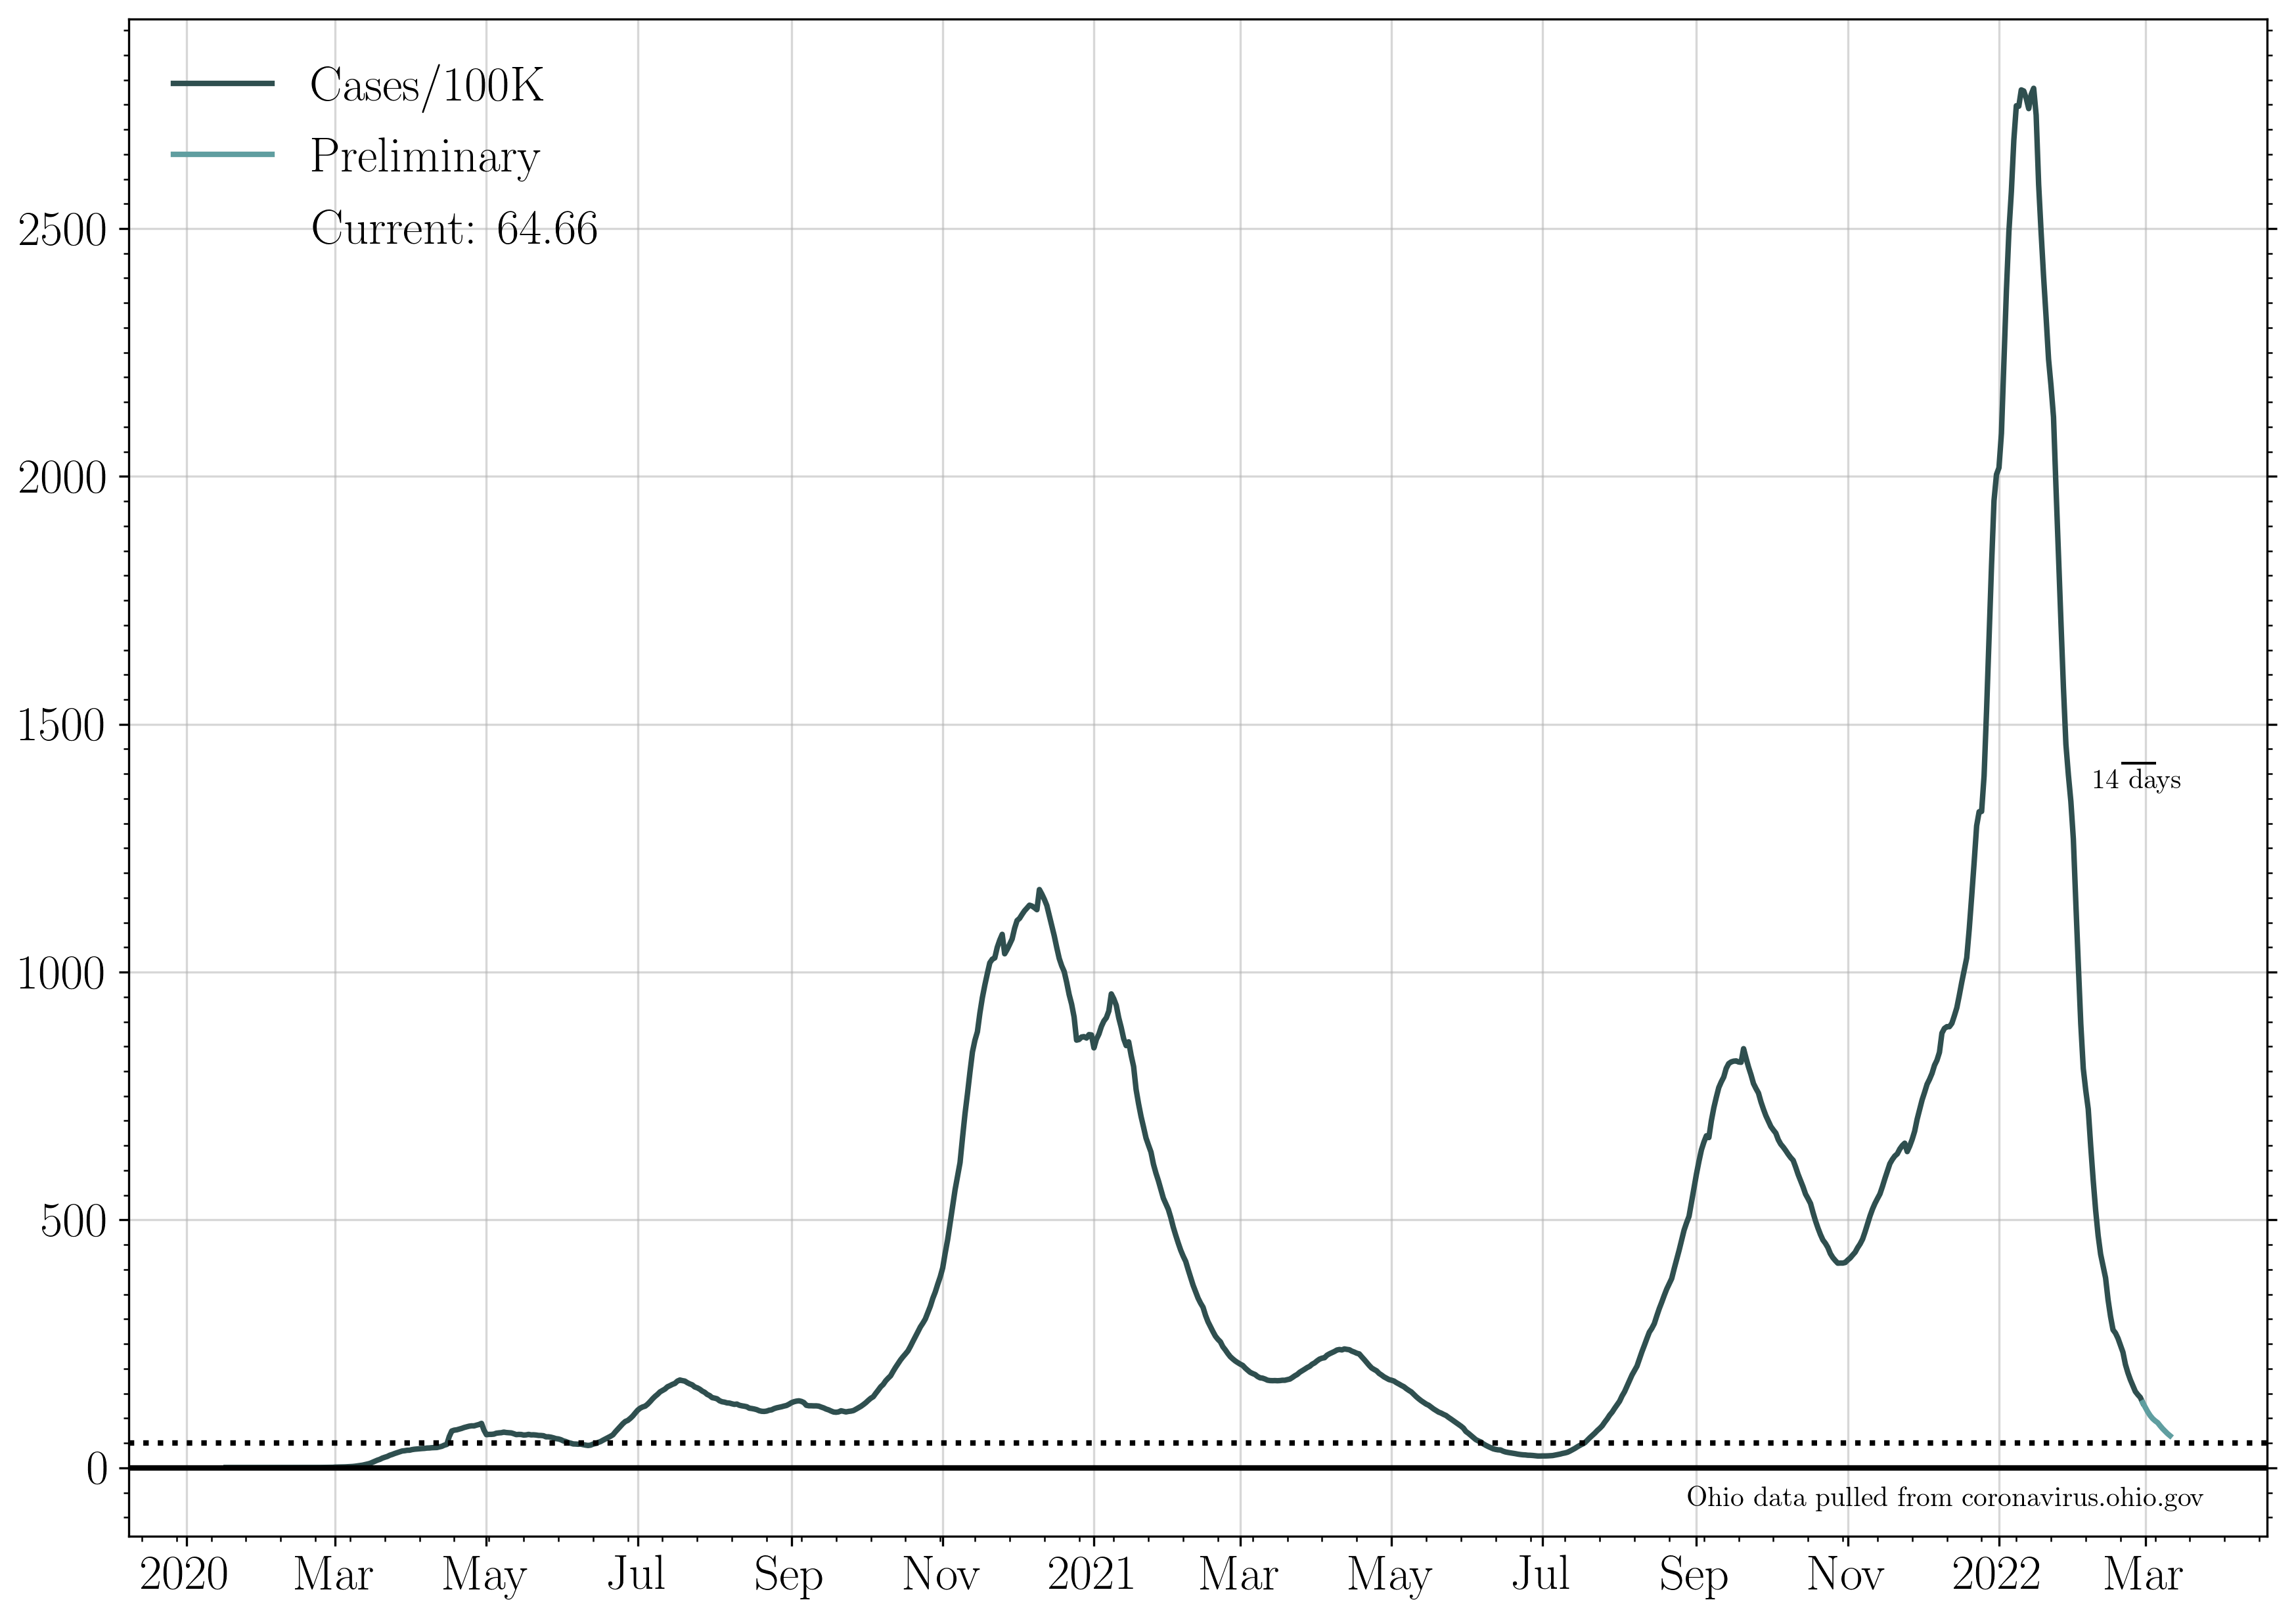 Cases/100K
Preliminary
Current: 64.66
2500
2000
1500
14 days
1000
500
0
Ohio data pulled from coronavirus.ohio.gov
2020 Mar May Jul Sep Nov 2021 Mar May Jul Sep Nov 2022 Mar